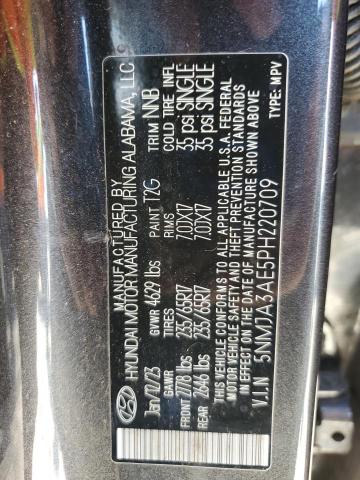 MANUFACTURED BY
HYUNDAI MOTOR MANUFACTURING ALABAMA, LLC
Jan/12/23 GVWR 4629 lbs PAINT T2G TRIM NNB
GAWR TIRES RIMS COLD TIRE INFL
FRONT 2778 lbs 235/65R17 7.0JX17 35 psi SINGLE
REAR 2646 lbs 235/65R17 7.0JX17 35 psi SINGLE
THIS VEHICLE CONFORMS TO ALL APPLICABLE U.S.A. FEDERAL
MOTOR VEHICLE SAFETY AND THEFT PREVENTION STANDARDS
IN EFFECT ON THE DATE OF MANUFACTURE SHOWN ABOVE
V.I.N 5NMJA3AE5PH220709 TYPE: MPV